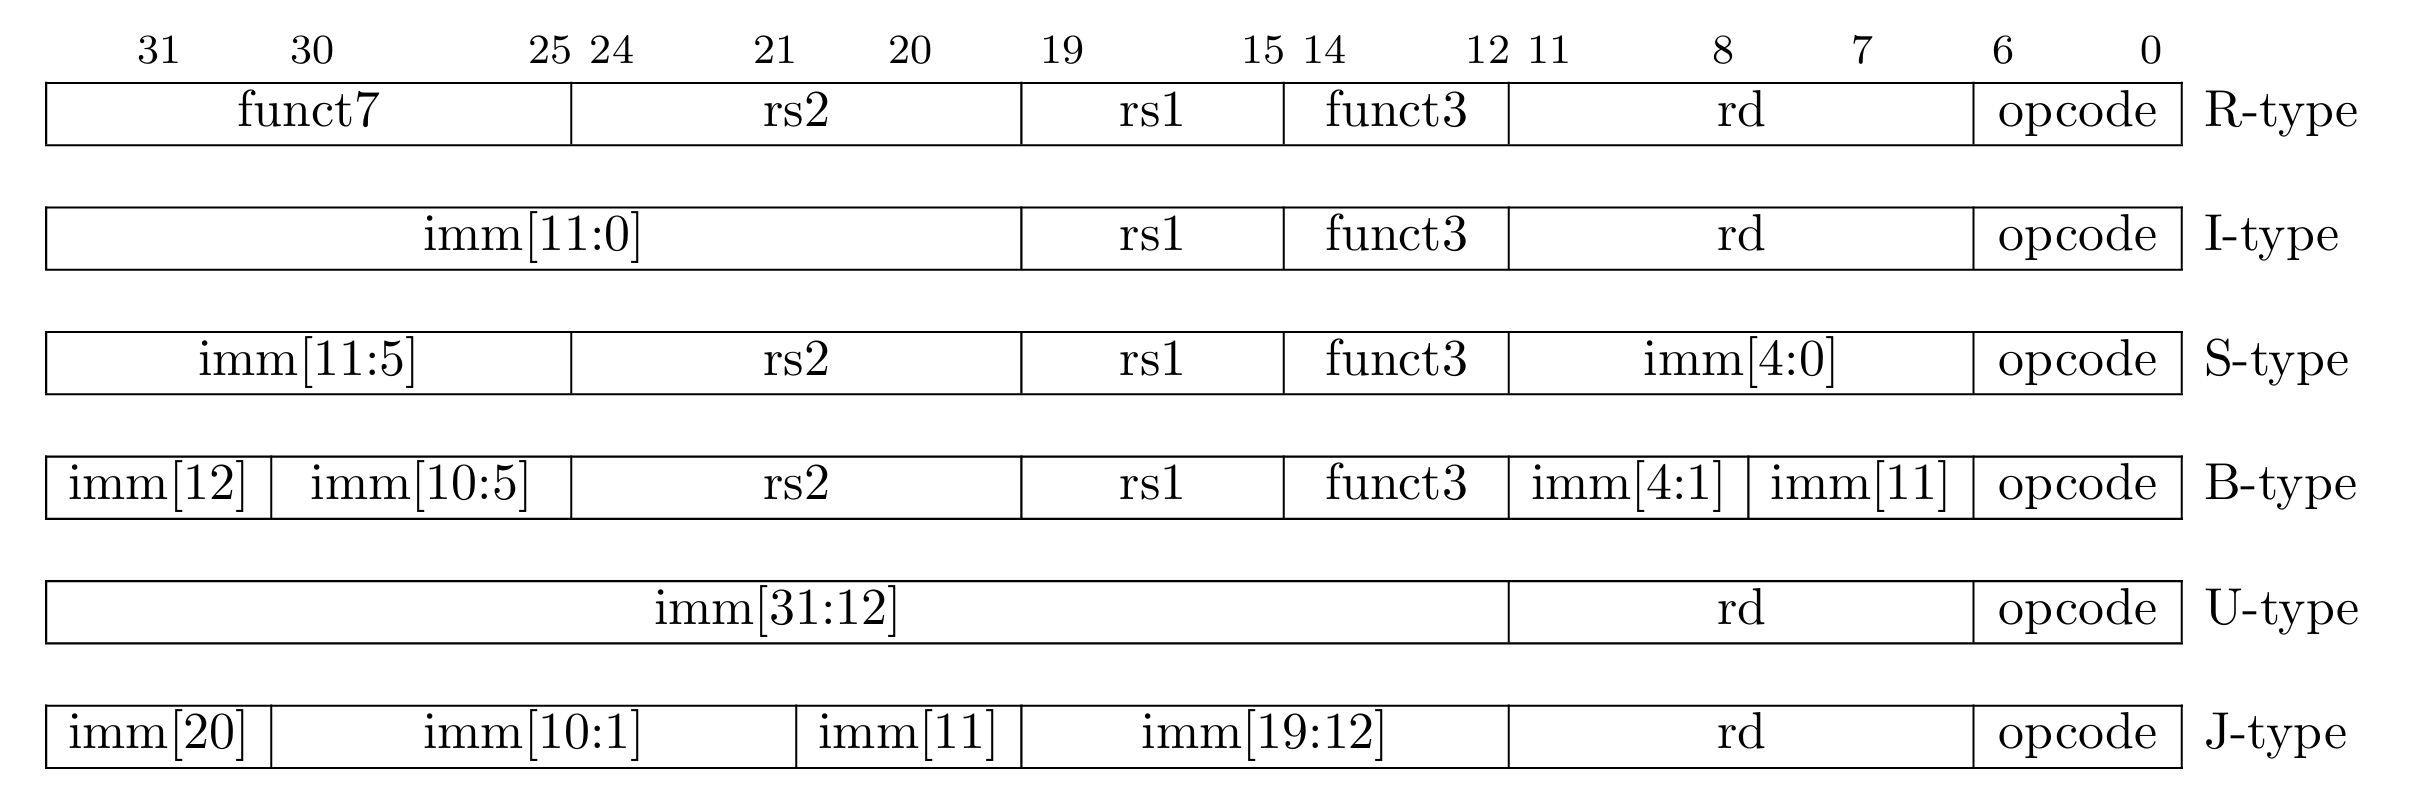 31 30 25 24 21 20 19 15 14 12 11 8 7 6 0
funct7 rs2 rs1 funct3 rd opcode R-type
imm[11:0] rs1 funct3 rd opcode I-type
imm[11:5] rs2 rs1 funct3 imm[4:0] opcode S-type
imm[12] imm[10:5] rs2 rs1 funct3 imm[4:1] imm[11] opcode B-type
imm[31:12] rd opcode U-type
imm[20] imm[10:1] imm[11] imm[19:12] rd opcode J-type